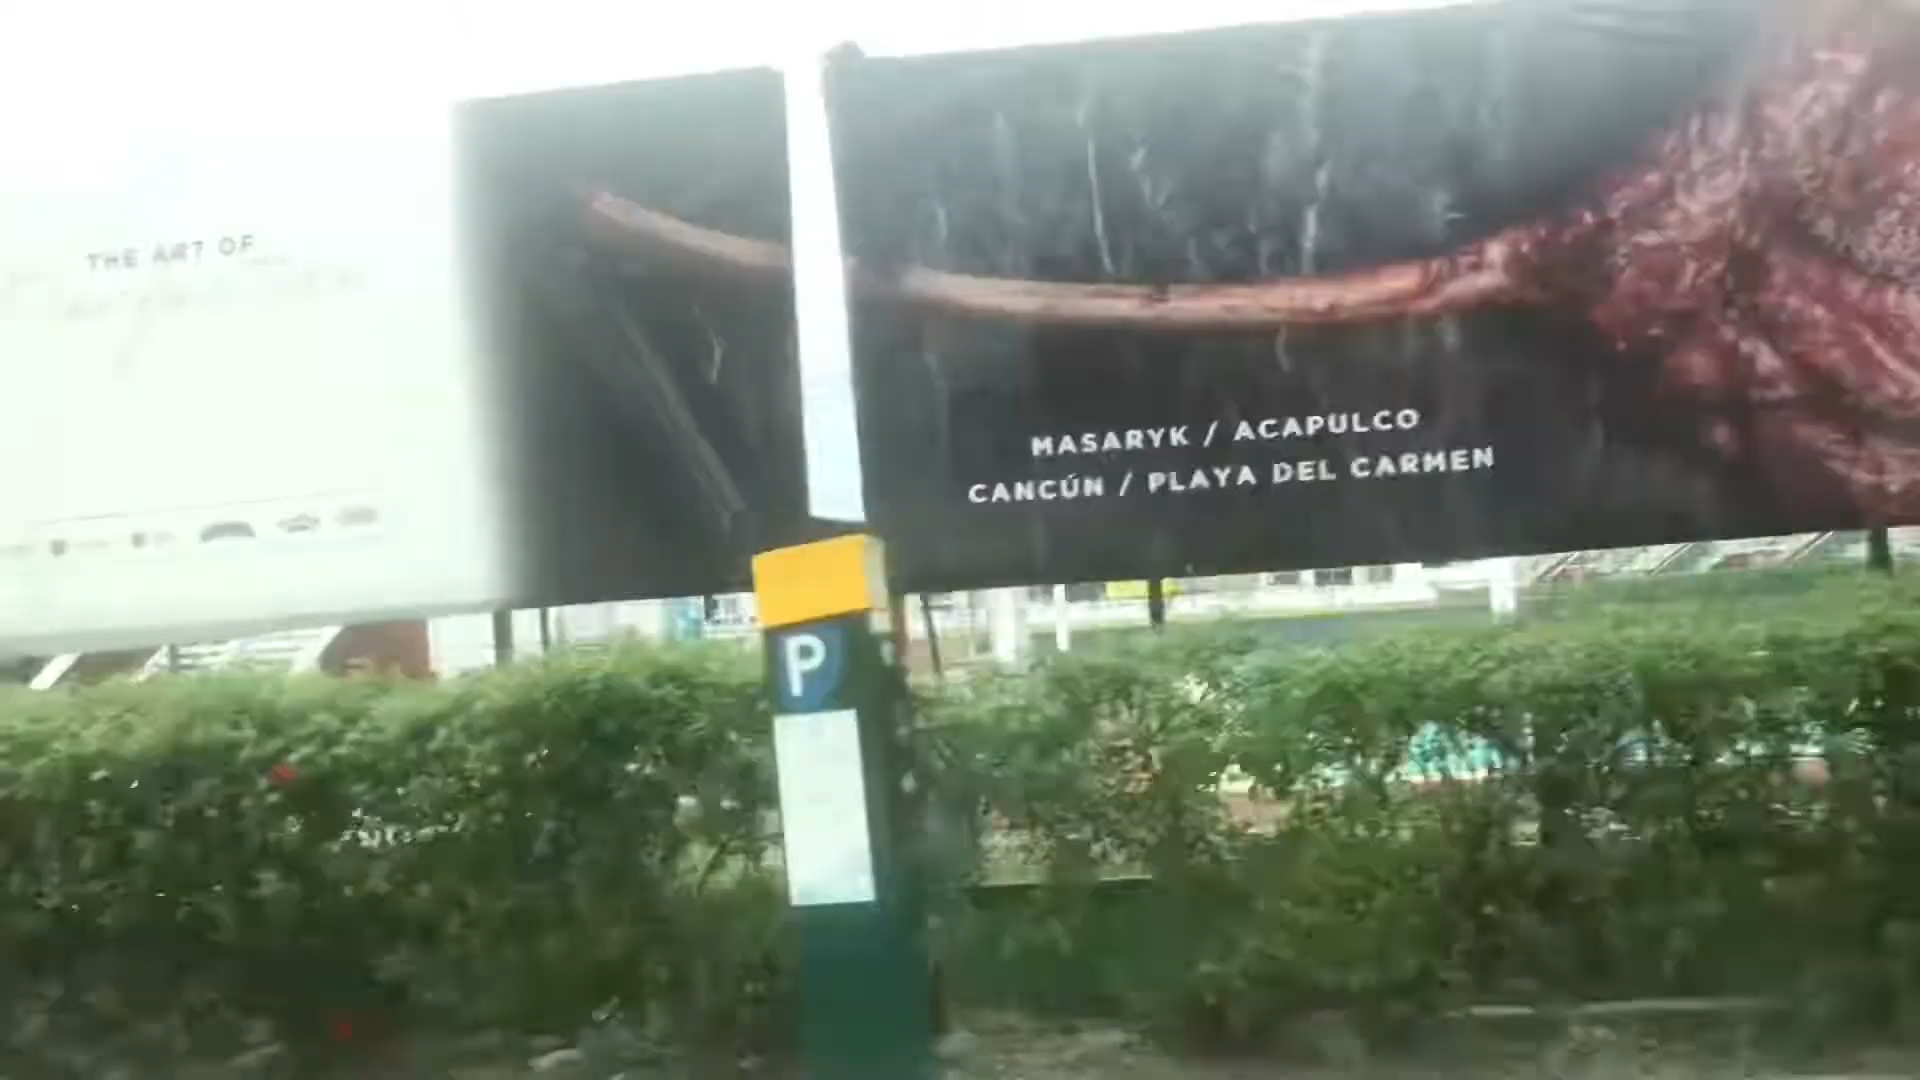 THE ART OF
MASARYK / ACAPULCO
CANCÚN / PLAYA DEL CARMEN
P